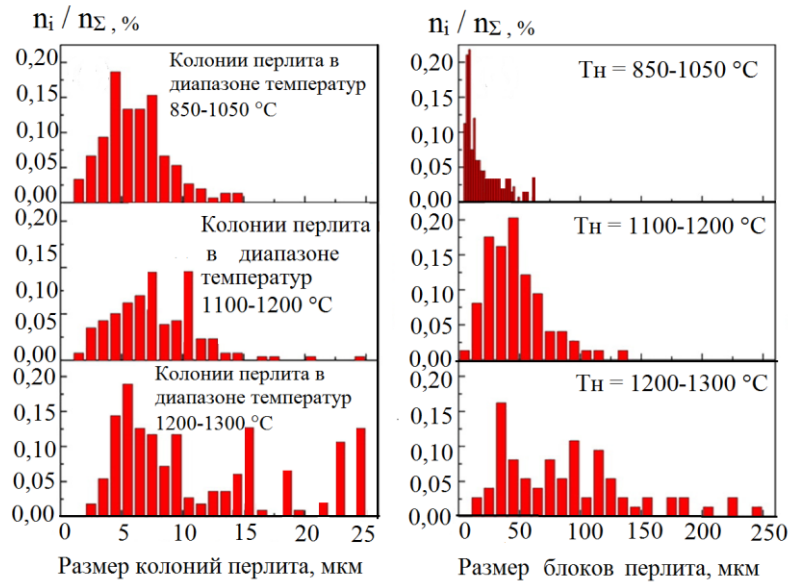 nᵢ / n_Σ , %
0,20
0,15
0,10
0,05
0,00
Колонии перлита в
диапазоне температур
850-1050 °C
0,20
0,15
0,10
0,05
0,00
Колонии перлита
в диапазоне
температур
1100-1200 °C
0,20
0,15
0,10
0,05
0,00
Колонии перлита в
диапазоне температур
1200-1300 °C
0 5 10 15 20 25
Размер колоний перлита, мкм
nᵢ / n_Σ , %
0,20
0,15
0,10
0,05
0,00
Тн = 850-1050 °C
0,20
0,15
0,10
0,05
0,00
Тн = 1100-1200 °C
0,20
0,15
0,10
0,05
0,00
Тн = 1200-1300 °C
0 50 100 150 200 250
Размер блоков перлита, мкм